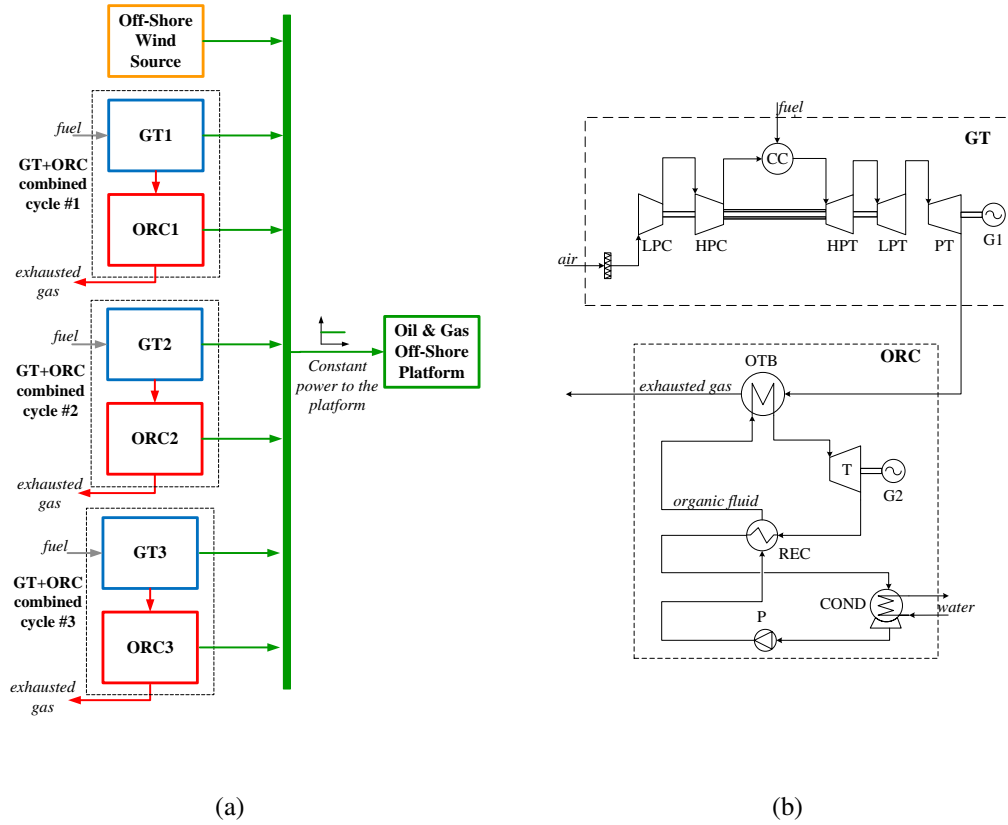 Off-Shore
Wind
Source
fuel
GT1
GT+ORC
combined
cycle #1
ORC1
exhausted
gas
fuel
GT2
GT+ORC
combined
cycle #2
ORC2
exhausted
gas
fuel
GT3
GT+ORC
combined
cycle #3
ORC3
exhausted
gas
Constant
power to the
platform
Oil & Gas
Off-Shore
Platform
(a)
fuel
GT
CC
LPC
HPC
HPT
LPT
PT
G1
air
ORC
OTB
exhausted gas
T
G2
organic fluid
REC
COND
water
P
(b)